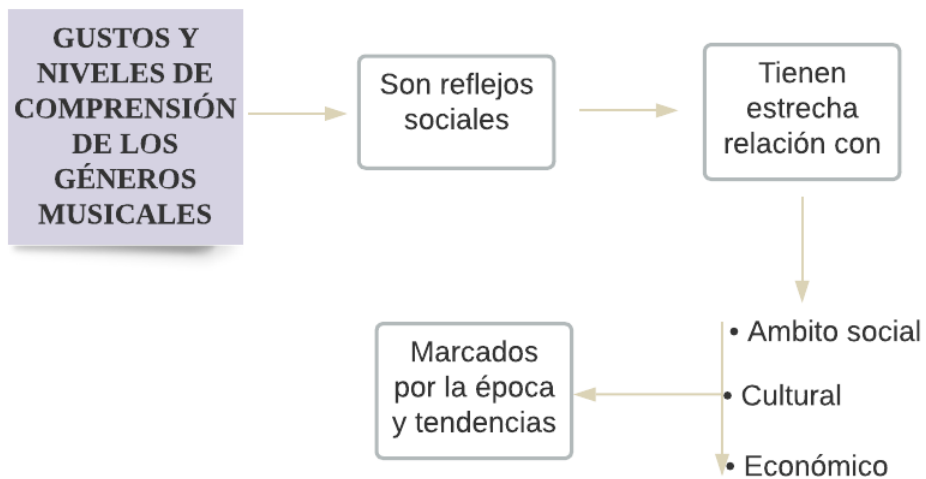 GUSTOS Y
NIVELES DE
COMPRENSIÓN
DE LOS
GÉNEROS
MUSICALES
Son reflejos
sociales
Tienen
estrecha
relación con
• Ambito social
• Cultural
• Económico
Marcados
por la época
y tendencias